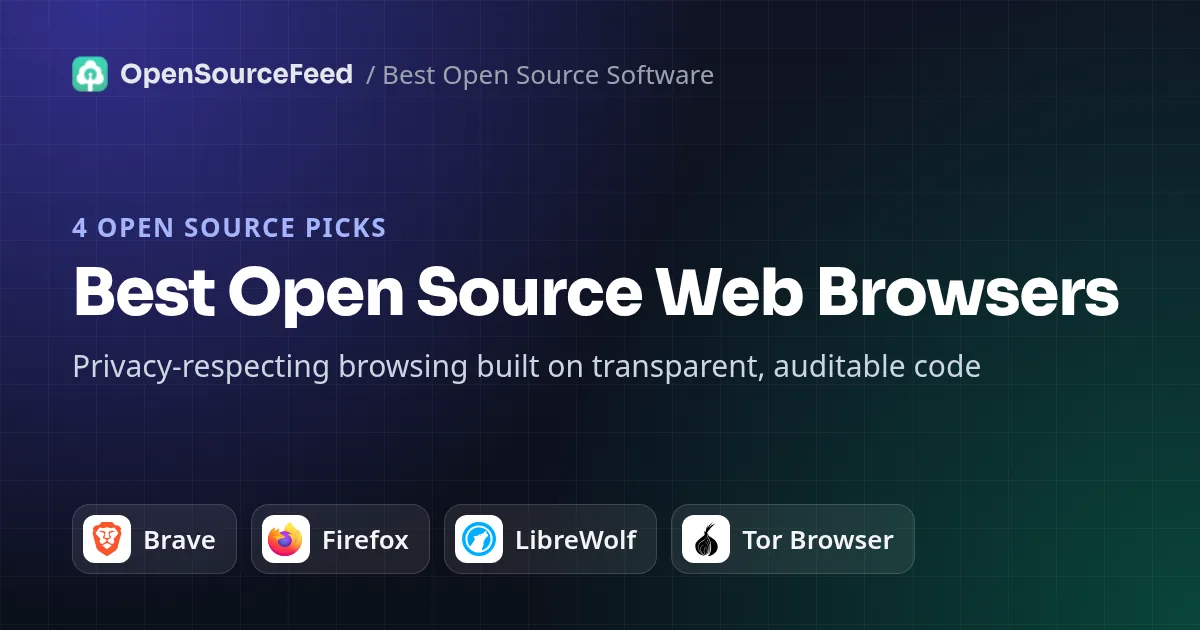 OpenSourceFeed / Best Open Source Software
4 OPEN SOURCE PICKS
Best Open Source Web Browsers
Privacy-respecting browsing built on transparent, auditable code
Brave Firefox LibreWolf Tor Browser